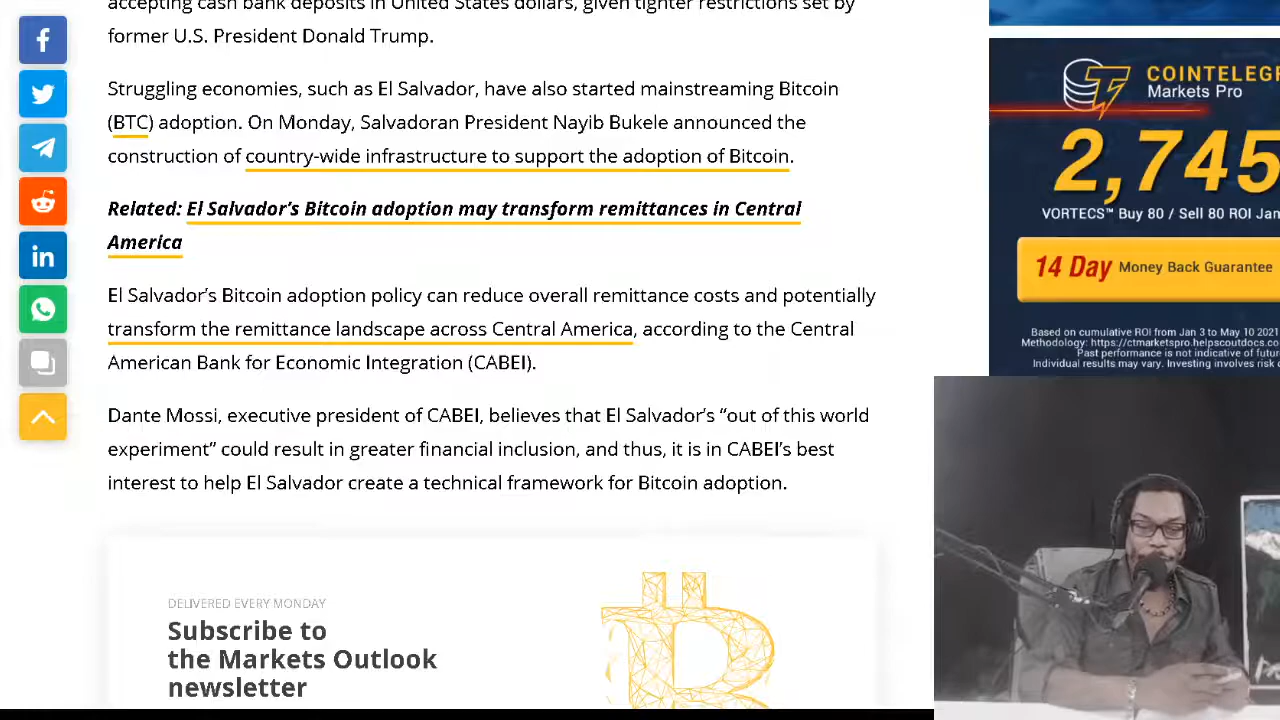 accepting cash bank deposits in United States dollars, given tighter restrictions set by
former U.S. President Donald Trump.
Struggling economies, such as El Salvador, have also started mainstreaming Bitcoin
(BTC) adoption. On Monday, Salvadoran President Nayib Bukele announced the
construction of country-wide infrastructure to support the adoption of Bitcoin.
Related: El Salvador’s Bitcoin adoption may transform remittances in Central
America
El Salvador’s Bitcoin adoption policy can reduce overall remittance costs and potentially
transform the remittance landscape across Central America, according to the Central
American Bank for Economic Integration (CABEI).
Dante Mossi, executive president of CABEI, believes that El Salvador’s “out of this world
experiment” could result in greater financial inclusion, and thus, it is in CABEI’s best
interest to help El Salvador create a technical framework for Bitcoin adoption.
DELIVERED EVERY MONDAY
Subscribe to
the Markets Outlook
newsletter
COINTELEGR
Markets Pro
2,745
VORTECS™ Buy 80 / Sell 80 ROI Jan
14 Day Money Back Guarantee
Based on cumulative ROI from Jan 3 to May 10 2021
Methodology: https://ctmarketspro.helpscoutdocs.co
Past performance is not indicative of futur
Individual results may vary. Investing involves risk